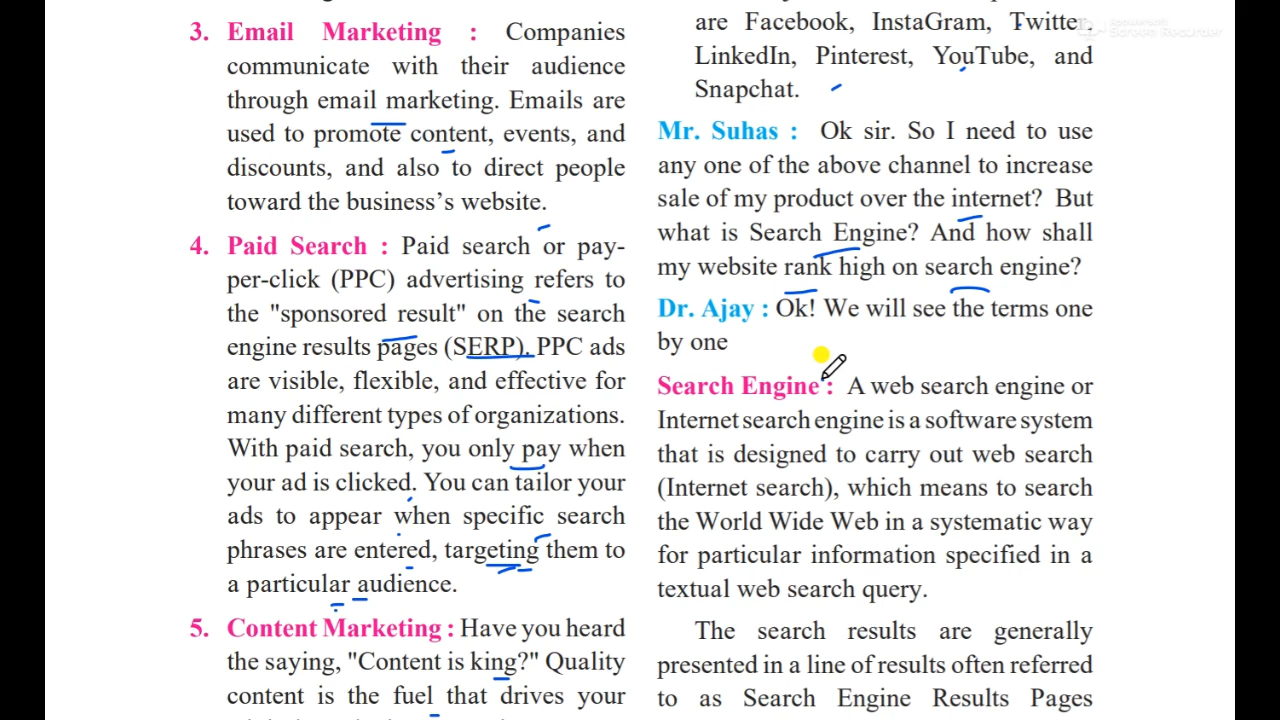 3. Email Marketing : Companies
communicate with their audience
through email marketing. Emails are
used to promote content, events, and
discounts, and also to direct people
toward the business's website.
4. Paid Search : Paid search or pay-
per-click (PPC) advertising refers to
the "sponsored result" on the search
engine results pages (SERP). PPC ads
are visible, flexible, and effective for
many different types of organizations.
With paid search, you only pay when
your ad is clicked. You can tailor your
ads to appear when specific search
phrases are entered, targeting them to
a particular audience.
5. Content Marketing : Have you heard
the saying, "Content is king?" Quality
content is the fuel that drives your
are Facebook, InstaGram, Twitter,
LinkedIn, Pinterest, YouTube, and
Snapchat.
Mr. Suhas : Ok sir. So I need to use
any one of the above channel to increase
sale of my product over the internet? But
what is Search Engine? And how shall
my website rank high on search engine?
Dr. Ajay : Ok! We will see the terms one
by one
Search Engine : A web search engine or
Internet search engine is a software system
that is designed to carry out web search
(Internet search), which means to search
the World Wide Web in a systematic way
for particular information specified in a
textual web search query.
The search results are generally
presented in a line of results often referred
to as Search Engine Results Pages
Apowersoft
Screen Recorder